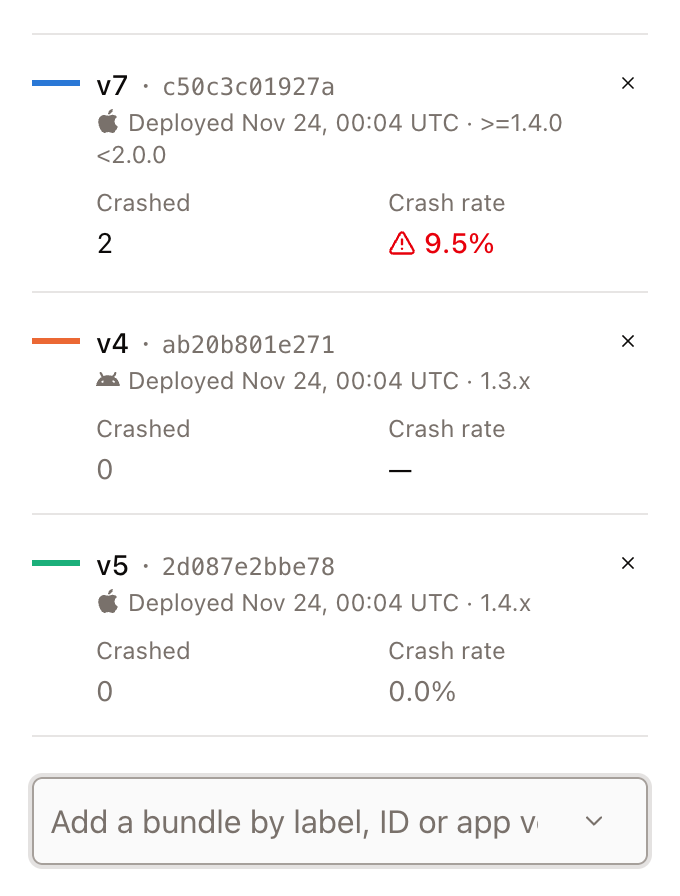 v7 · c50c3c01927a
Deployed Nov 24, 00:04 UTC · >=1.4.0
<2.0.0
Crashed Crash rate
2 9.5%
v4 · ab20b801e271
Deployed Nov 24, 00:04 UTC · 1.3.x
Crashed Crash rate
0 —
v5 · 2d087e2bbe78
Deployed Nov 24, 00:04 UTC · 1.4.x
Crashed Crash rate
0 0.0%
Add a bundle by label, ID or app v